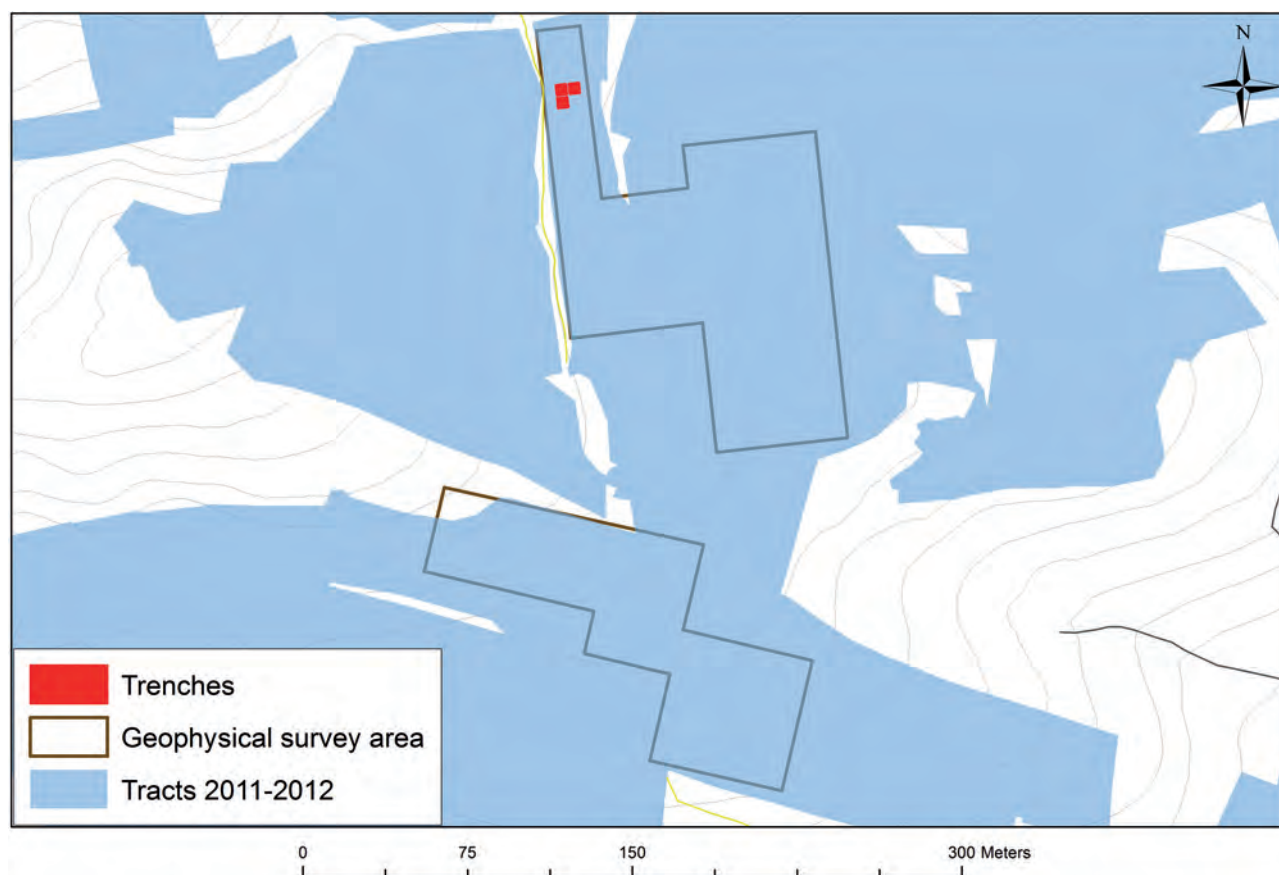 N
Trenches
Geophysical survey area
Tracts 2011-2012
0 75 150 300 Meters